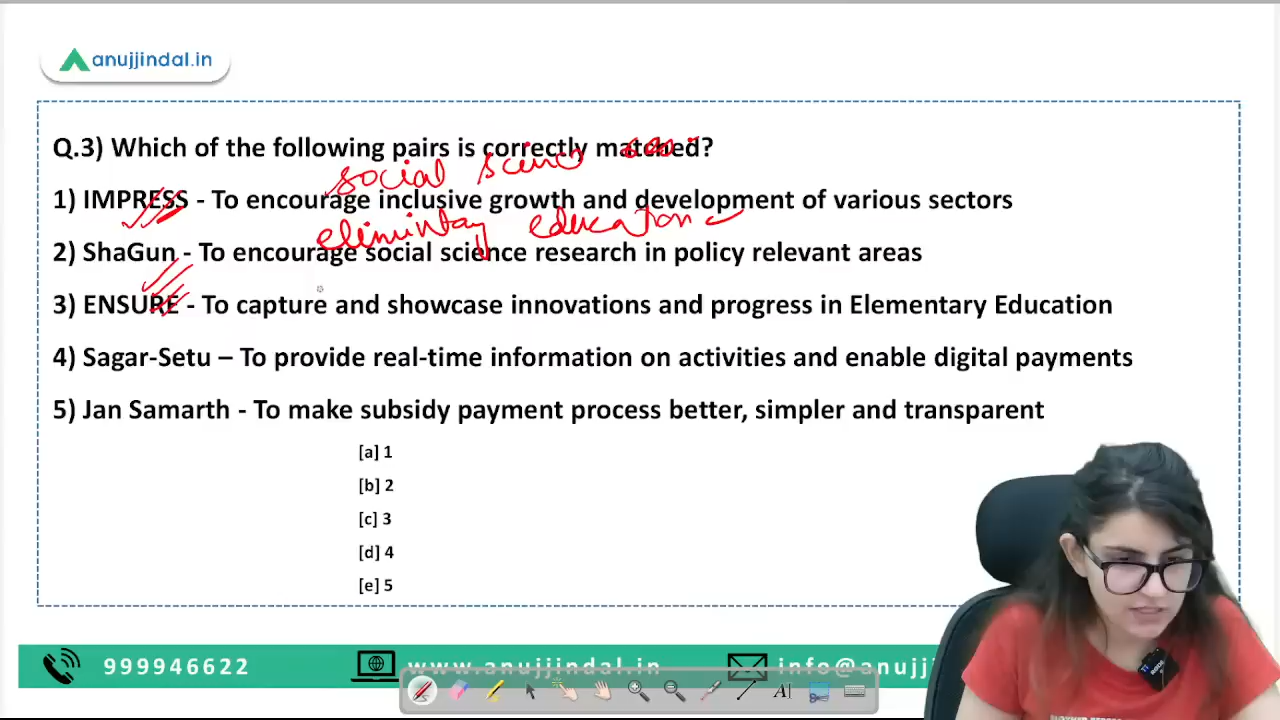 anujjindal.in
Q.3) Which of the following pairs is correctly matched?
social scienc
1) IMPRESS - To encourage inclusive growth and development of various sectors
elimintay education
2) ShaGun - To encourage social science research in policy relevant areas
3) ENSURE - To capture and showcase innovations and progress in Elementary Education
4) Sagar-Setu – To provide real-time information on activities and enable digital payments
5) Jan Samarth - To make subsidy payment process better, simpler and transparent
[a] 1
[b] 2
[c] 3
[d] 4
[e] 5
999946622 www.anujjindal.in info@anujji
A